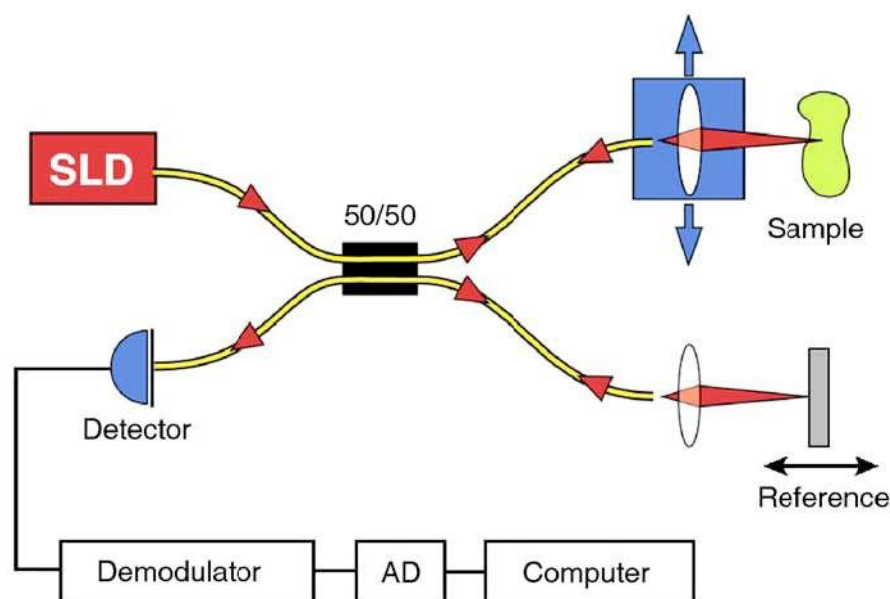 SLD
50/50
Sample
Detector
Reference
Demodulator
AD
Computer